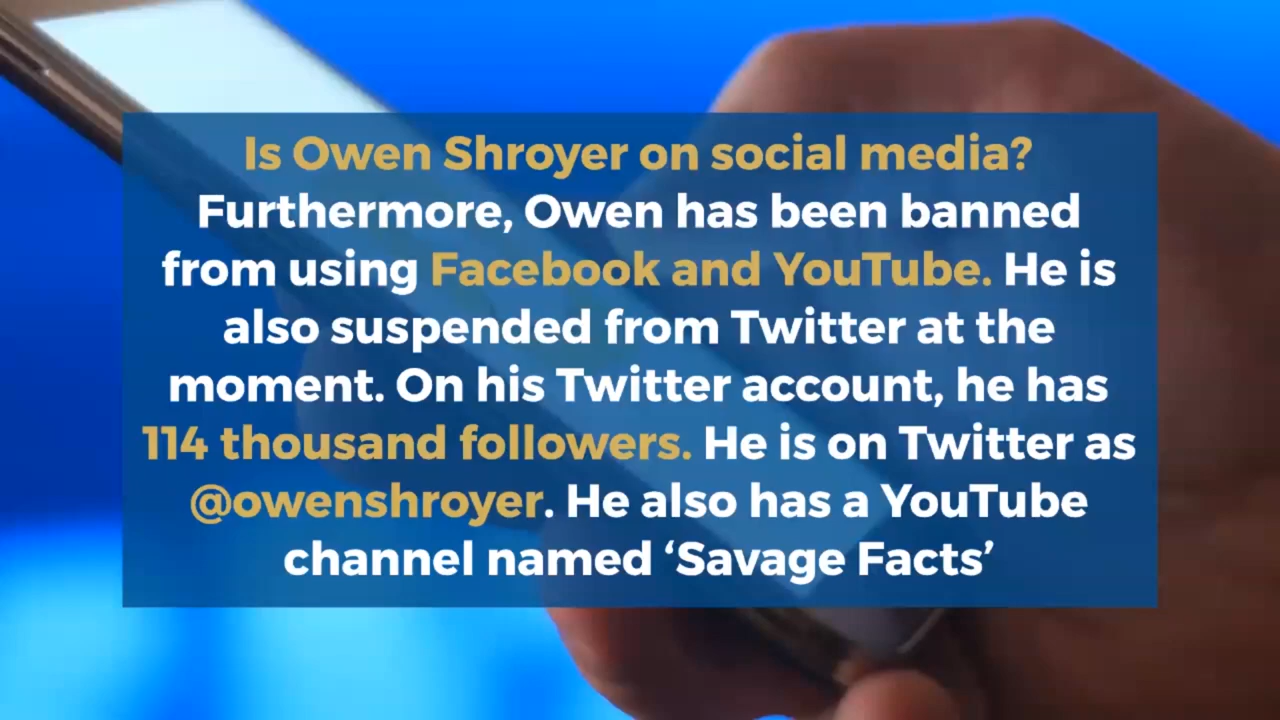 Is Owen Shroyer on social media?
Furthermore, Owen has been banned
from using Facebook and YouTube. He is
also suspended from Twitter at the
moment. On his Twitter account, he has
114 thousand followers. He is on Twitter as
@owenshroyer. He also has a YouTube
channel named ‘Savage Facts’